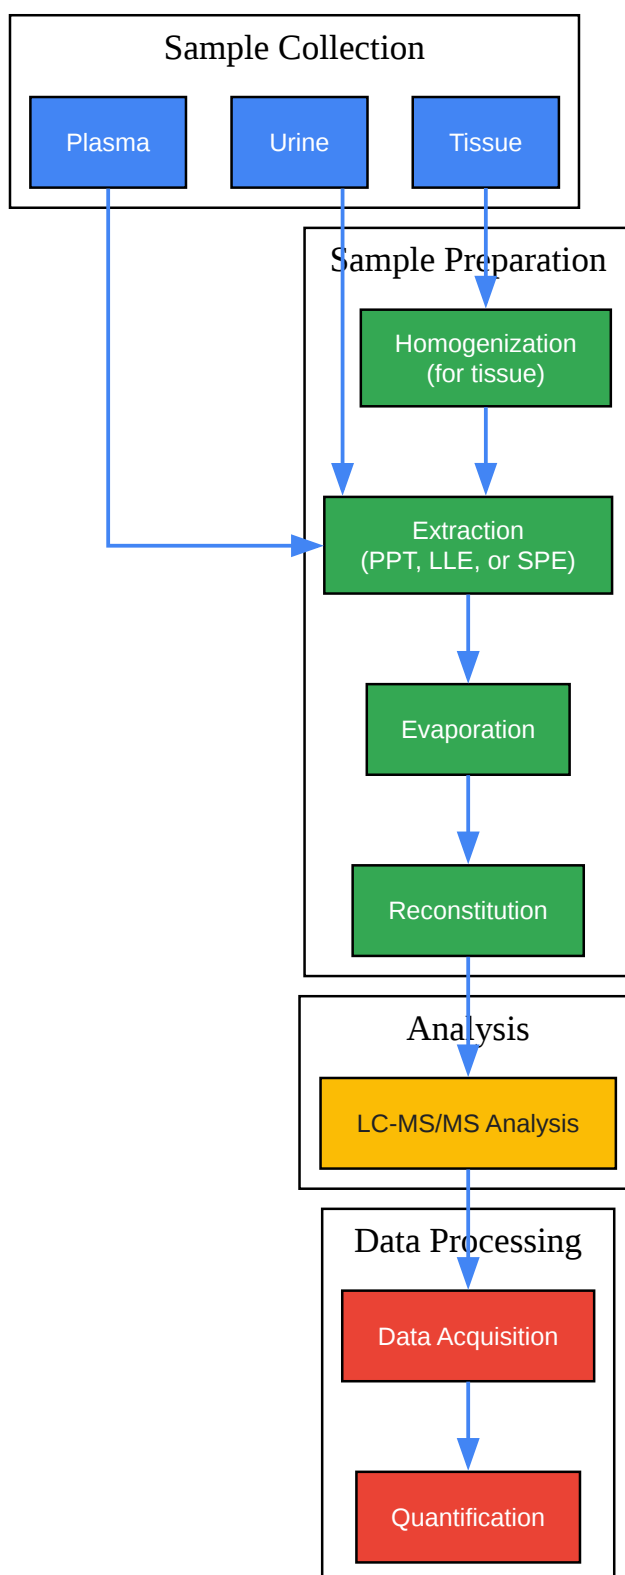 Sample Collection
Plasma
Urine
Tissue
Sample Preparation
Homogenization
(for tissue)
Extraction
(PPT, LLE, or SPE)
Evaporation
Reconstitution
Analysis
LC-MS/MS Analysis
Data Processing
Data Acquisition
Quantification